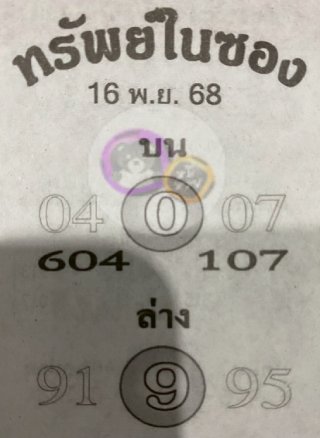 ทรัพย์ในซอง
16 พ.ย. 68
บน
04 0 07
604 107
ล่าง
91 9 95